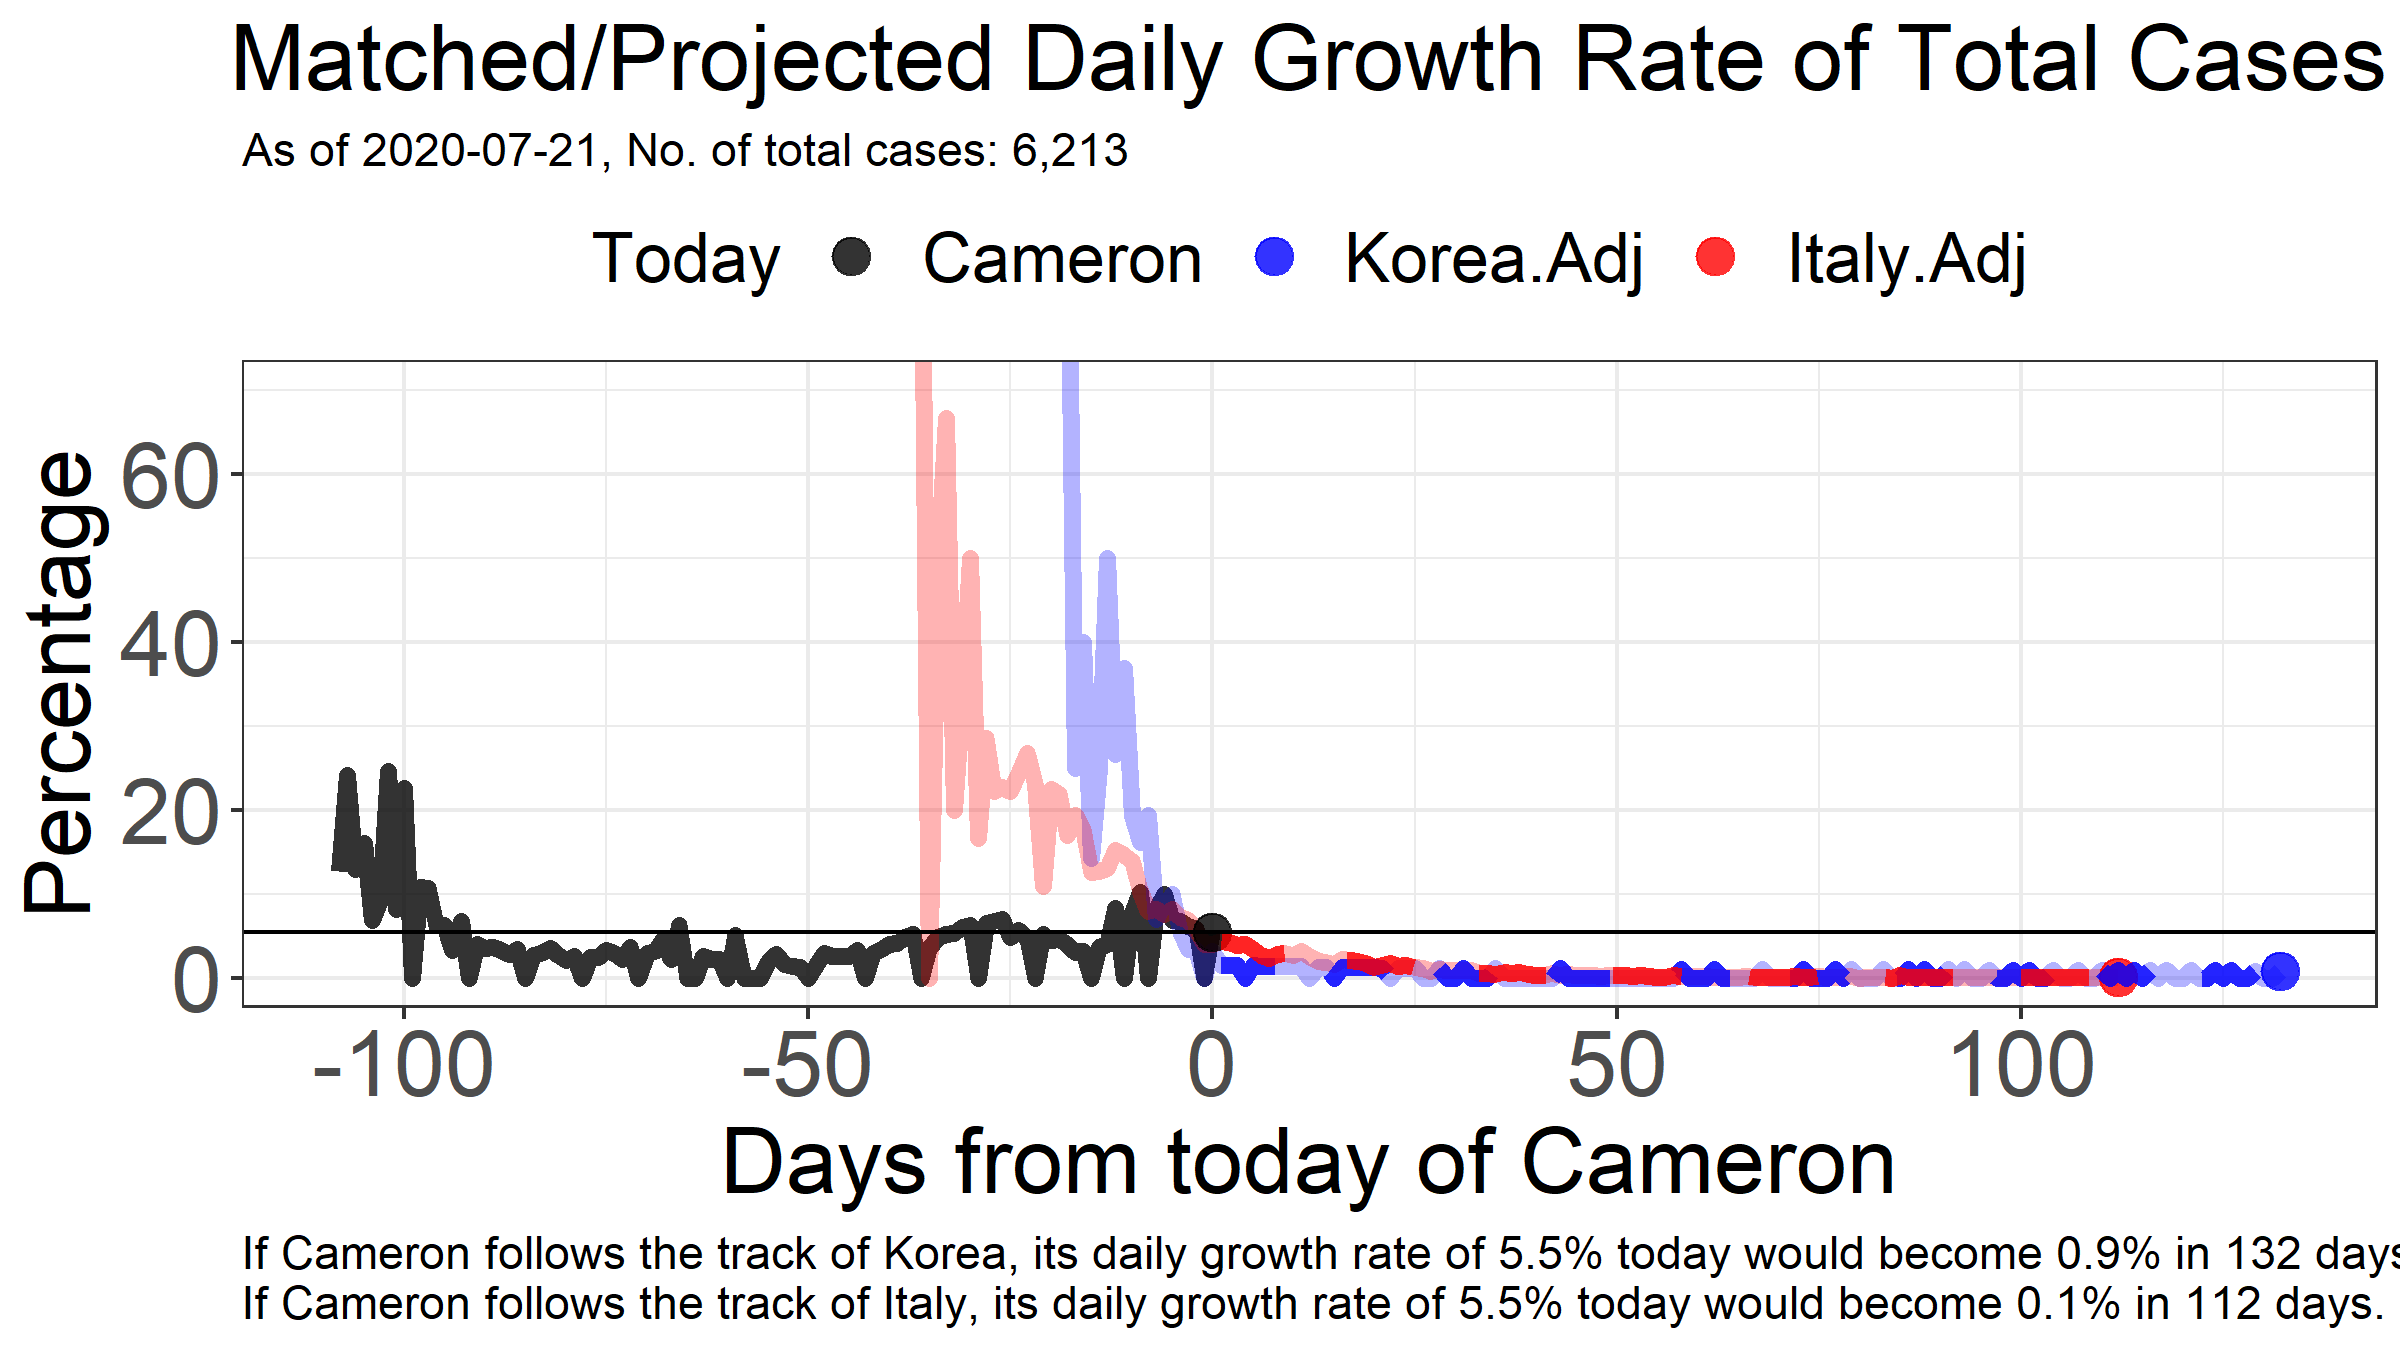 Matched/Projected Daily Growth Rate of Total Cases
As of 2020-07-21, No. of total cases: 6,213
Today Cameron Korea.Adj Italy.Adj
Percentage
60
40
20
0
-100 -50 0 50 100
Days from today of Cameron
If Cameron follows the track of Korea, its daily growth rate of 5.5% today would become 0.9% in 132 days
If Cameron follows the track of Italy, its daily growth rate of 5.5% today would become 0.1% in 112 days.